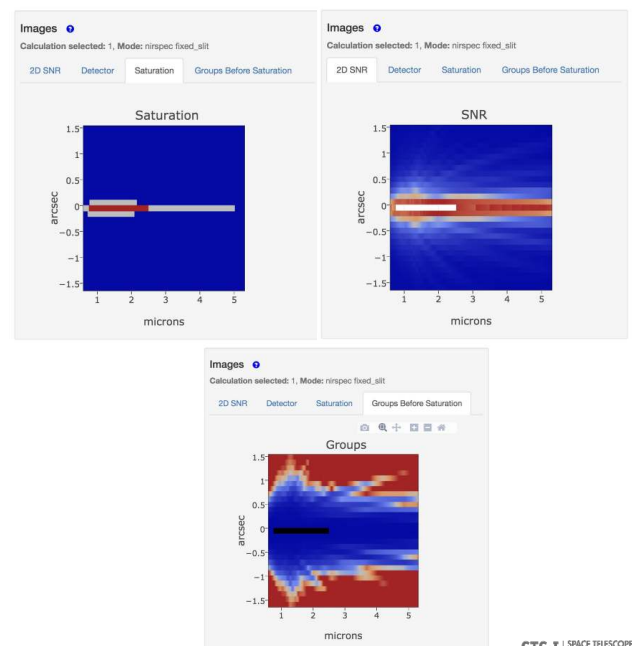 Images ?
Calculation selected: 1, Mode: nirspec fixed_slit
2D SNR Detector Saturation Groups Before Saturation
Saturation
1.5
1
0.5
0
−0.5
−1
−1.5
arcsec
1 2 3 4 5
microns
Images ?
Calculation selected: 1, Mode: nirspec fixed_slit
2D SNR Detector Saturation Groups Before Saturation
SNR
1.5
1
0.5
0
−0.5
−1
−1.5
arcsec
1 2 3 4 5
microns
Images ?
Calculation selected: 1, Mode: nirspec fixed_slit
2D SNR Detector Saturation Groups Before Saturation
Groups
1.5
1
0.5
0
−0.5
−1
−1.5
arcsec
1 2 3 4 5
microns
SPACE TELESCOPE